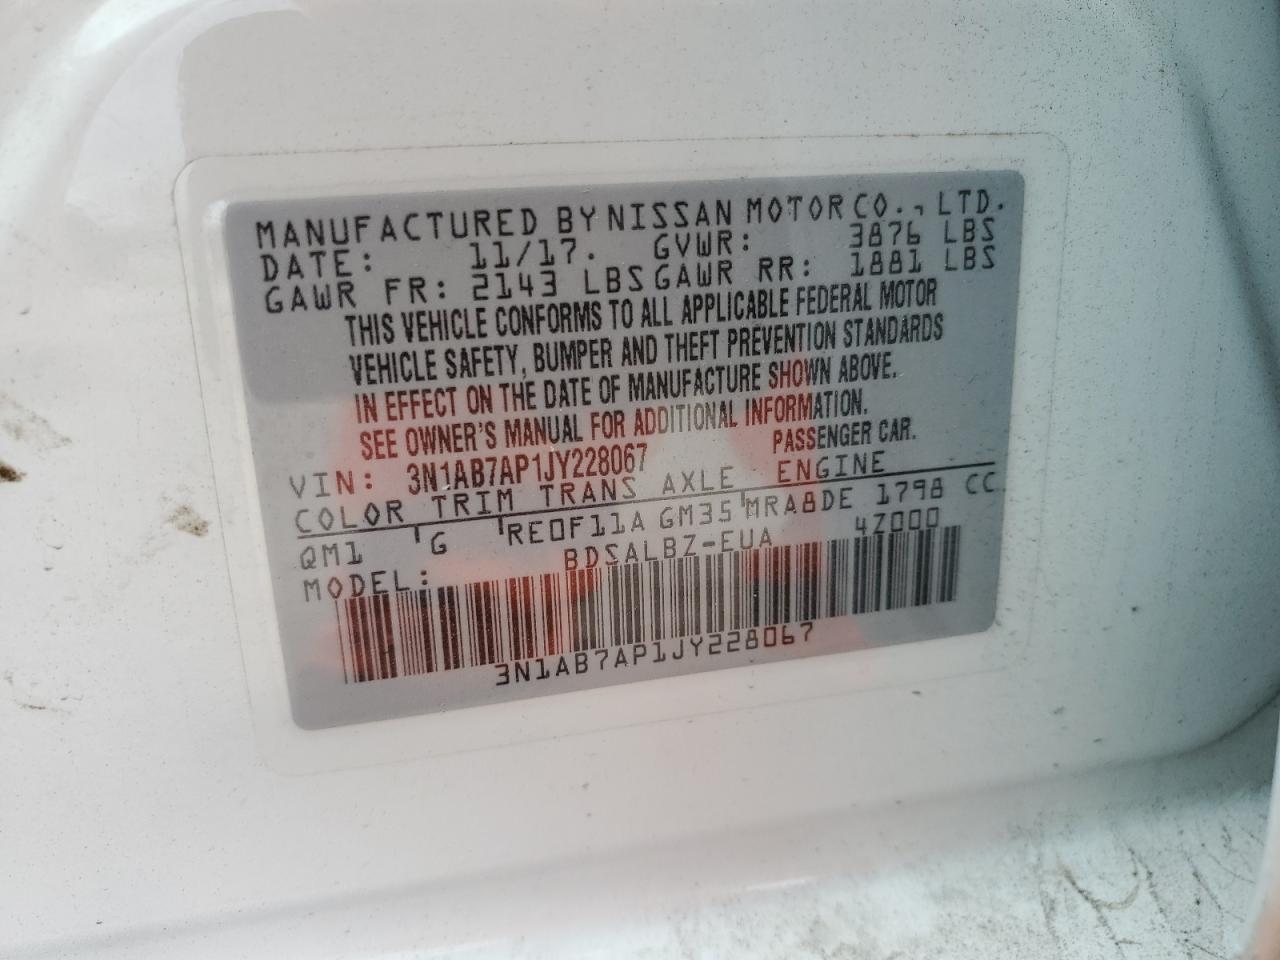 MANUFACTURED BY NISSAN MOTOR CO., LTD.
DATE: 11/17. GVWR: 3876 LBS
GAWR FR: 2143 LBS GAWR RR: 1881 LBS
THIS VEHICLE CONFORMS TO ALL APPLICABLE FEDERAL MOTOR
VEHICLE SAFETY, BUMPER AND THEFT PREVENTION STANDARDS
IN EFFECT ON THE DATE OF MANUFACTURE SHOWN ABOVE.
SEE OWNER'S MANUAL FOR ADDITIONAL INFORMATION.
VIN: 3N1AB7AP1JY228067 PASSENGER CAR.
COLOR TRIM TRANS AXLE ENGINE
QM1 G RE0F11A GM35 MRA8DE 1798 CC
MODEL: BDSALBZ-EUA 4Z000
3N1AB7AP1JY228067